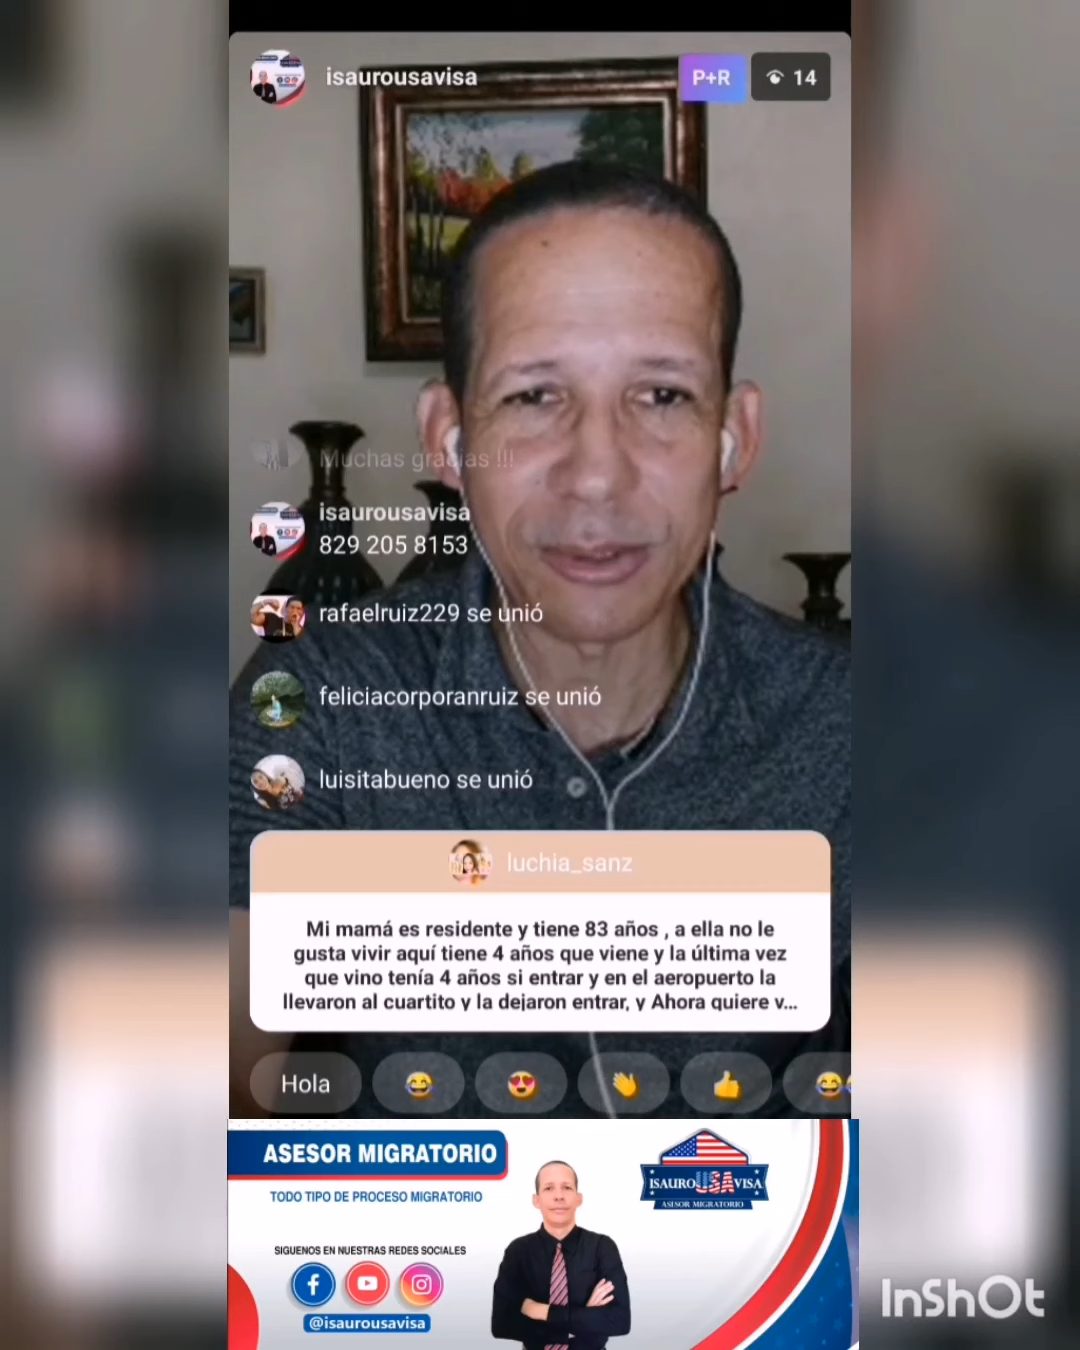 isaurousavisa
P+R
14
Muchas gracias !!!
isaurousavisa
829 205 8153
rafaelruiz229 se unió
feliciacorporanruiz se unió
luisitabueno se unió
luchia_sanz
Mi mamá es residente y tiene 83 años , a ella no le
gusta vivir aquí tiene 4 años que viene y la última vez
que vino tenía 4 años si entrar y en el aeropuerto la
llevaron al cuartito y la dejaron entrar, y Ahora quiere v...
Hola
ASESOR MIGRATORIO
TODO TIPO DE PROCESO MIGRATORIO
ISAURO USA VISA
ASESOR MIGRATORIO
SIGUENOS EN NUESTRAS REDES SOCIALES
@isaurousavisa
InShOt